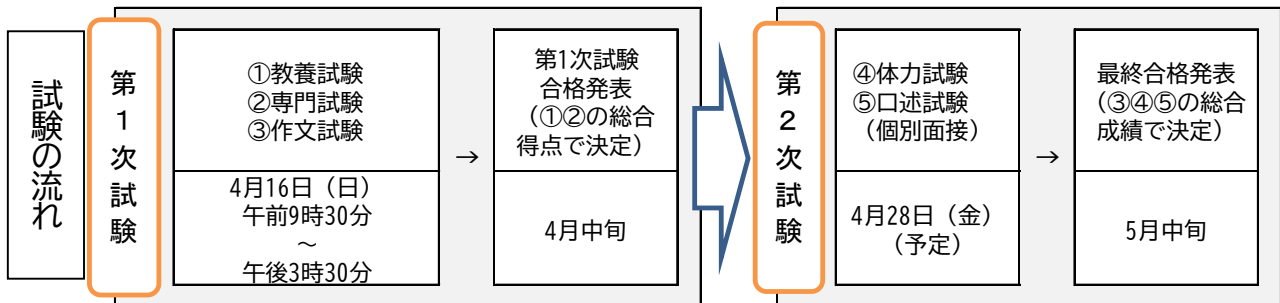 試験の流れ
第1次試験
①教養試験
②専門試験
③作文試験
4月16日（日）
午前9時30分
～
午後3時30分
→
第1次試験
合格発表
（①②の総合
得点で決定）
4月中旬
第2次試験
④体力試験
⑤口述試験
（個別面接）
4月28日（金）
（予定）
→
最終合格発表
（③④⑤の総合
成績で決定）
5月中旬